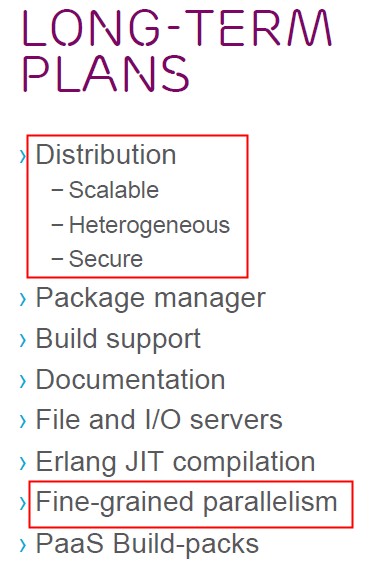 LONG-TERM
PLANS
› Distribution
– Scalable
– Heterogeneous
– Secure
› Package manager
› Build support
› Documentation
› File and I/O servers
› Erlang JIT compilation
› Fine-grained parallelism
› PaaS Build-packs